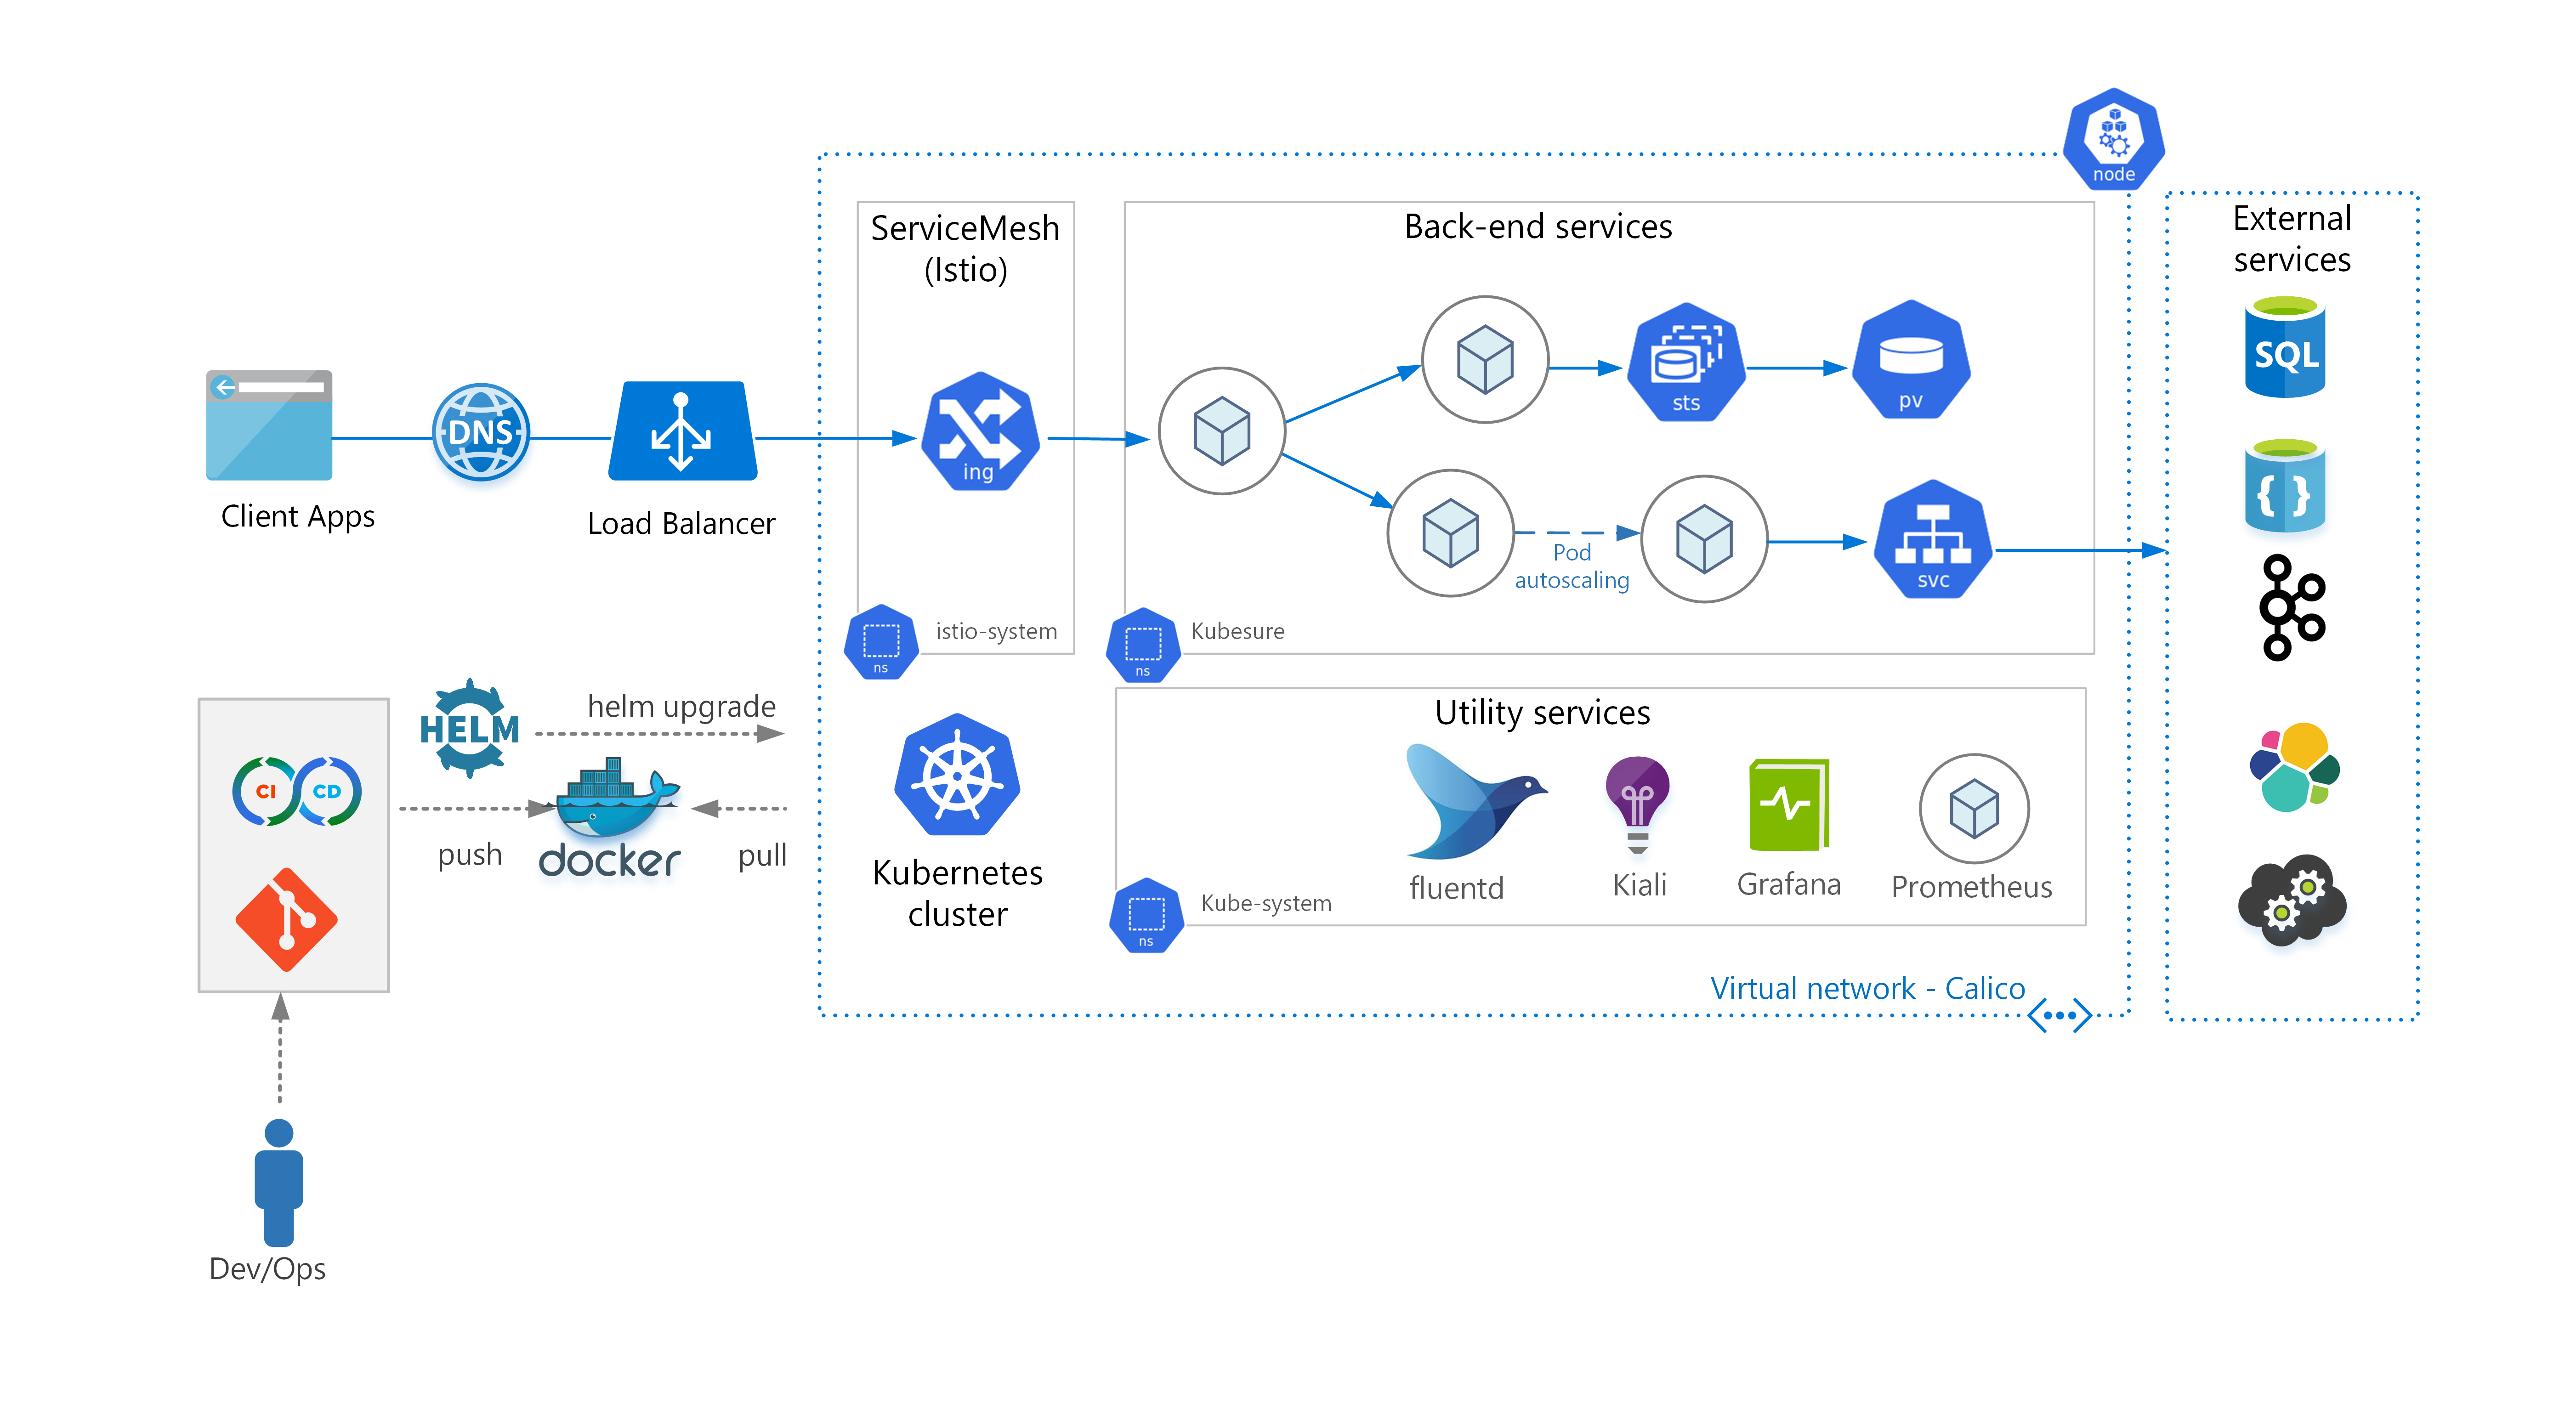 node
ServiceMesh
(Istio)
Back-end services
External
services
SQL
sts
pv
DNS
ing
Client Apps
Load Balancer
Pod
autoscaling
svc
{ }
istio-system
ns
Kubesure
ns
HELM
helm upgrade
Utility services
CI
CD
push
docker
pull
Kubernetes
cluster
fluentd
Kiali
Grafana
Prometheus
Kube-system
ns
Virtual network - Calico
Dev/Ops